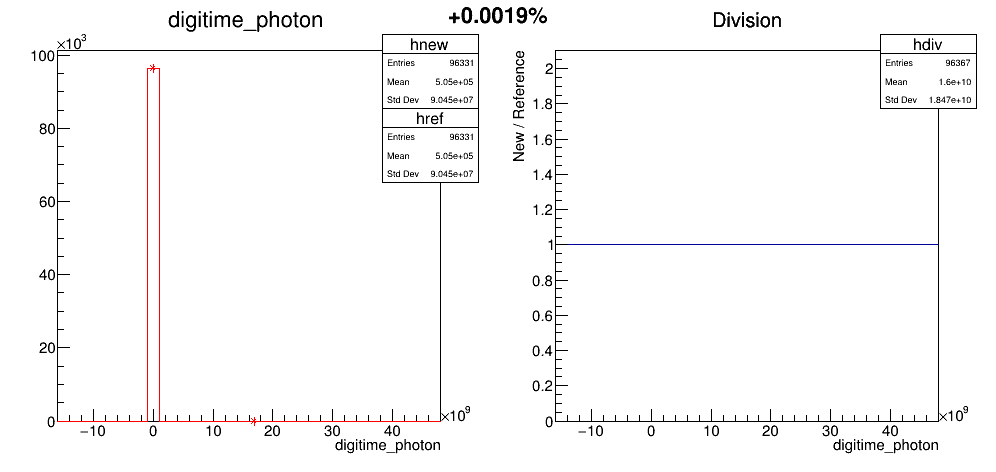 +0.0019%
digitime_photon
×10³
100
80
60
40
20
0
−10 0 10 20 30 40
×10⁹
digitime_photon
hnew
Entries 96331
Mean 5.05e+05
Std Dev 9.045e+07
href
Entries 96331
Mean 5.05e+05
Std Dev 9.045e+07
Division
New / Reference
2
1.8
1.6
1.4
1.2
1
0.8
0.6
0.4
0.2
0
−10 0 10 20 30 40
×10⁹
digitime_photon
hdiv
Entries 96367
Mean 1.6e+10
Std Dev 1.847e+10